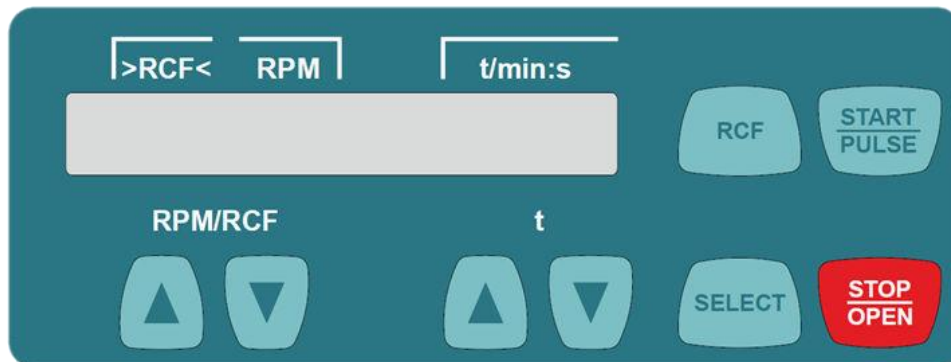 >RCF< RPM t/min:s
RCF
START
PULSE
RPM/RCF t
▲ ▼ ▲ ▼
SELECT
STOP
OPEN